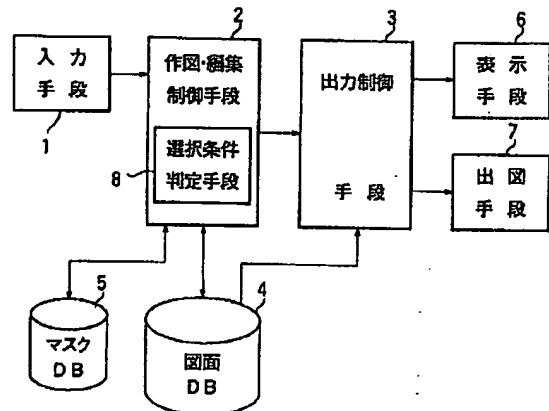 2
3
6
入力
手段
1
作図・編集
制御手段
選択条件
判定手段
8
出力制御
手段
表示
手段
7
出図
手段
5
マスク
DB
4
図面
DB